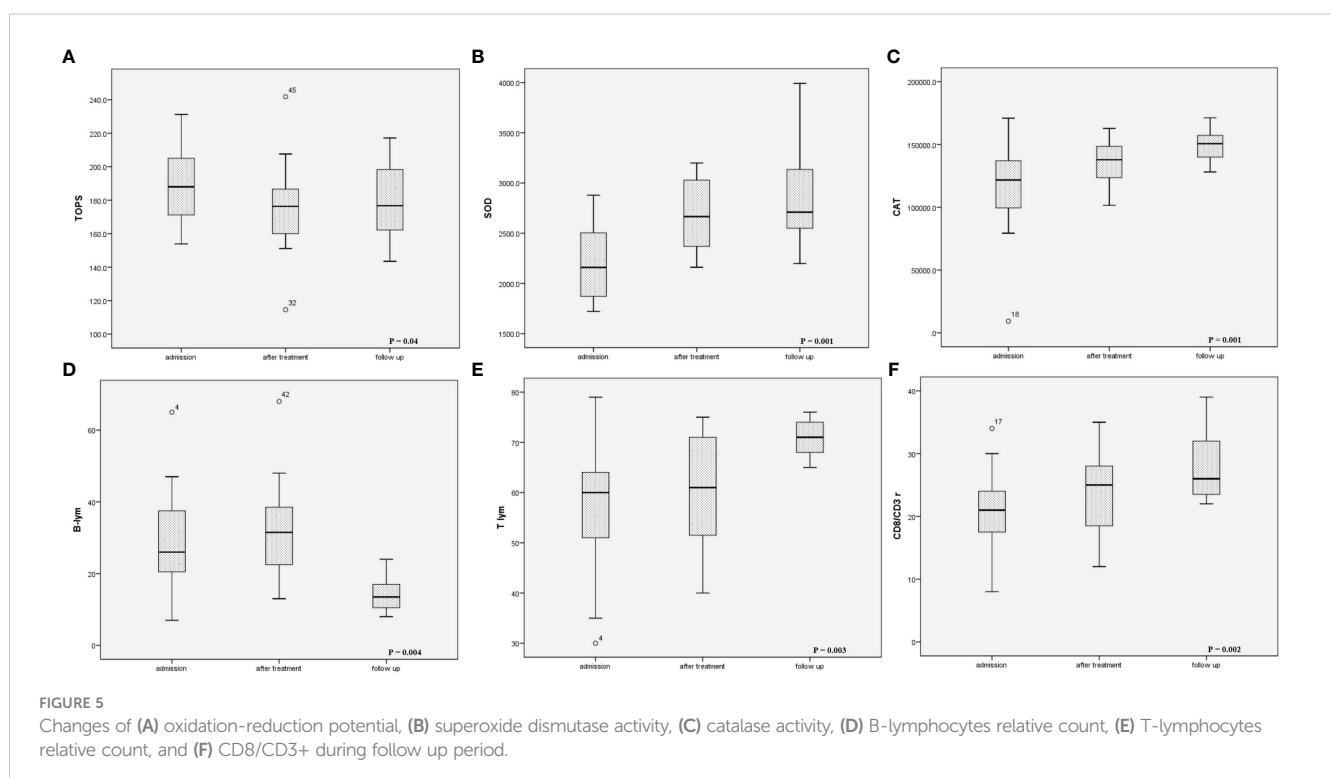 A
TOPS
240.0
220.0
200.0
180.0
160.0
140.0
120.0
100.0
45
32
admission
after treatment
follow up
P = 0.04
B
SOD
4000.0
3500.0
3000.0
2500.0
2000.0
1500.0
admission
after treatment
follow up
P = 0.001
C
CAT
200000.0
150000.0
100000.0
50000.0
.0
18
admission
after treatment
follow up
P = 0.001
D
B-lym
60
40
20
0
4
42
admission
after treatment
follow up
P = 0.004
E
T lym
80
70
60
50
40
30
4
admission
after treatment
follow up
P = 0.003
F
CD8/CD3 r
40
30
20
10
0
17
admission
after treatment
follow up
P = 0.002
FIGURE 5
Changes of (A) oxidation-reduction potential, (B) superoxide dismutase activity, (C) catalase activity, (D) B-lymphocytes relative count, (E) T-lymphocytes
relative count, and (F) CD8/CD3+ during follow up period.